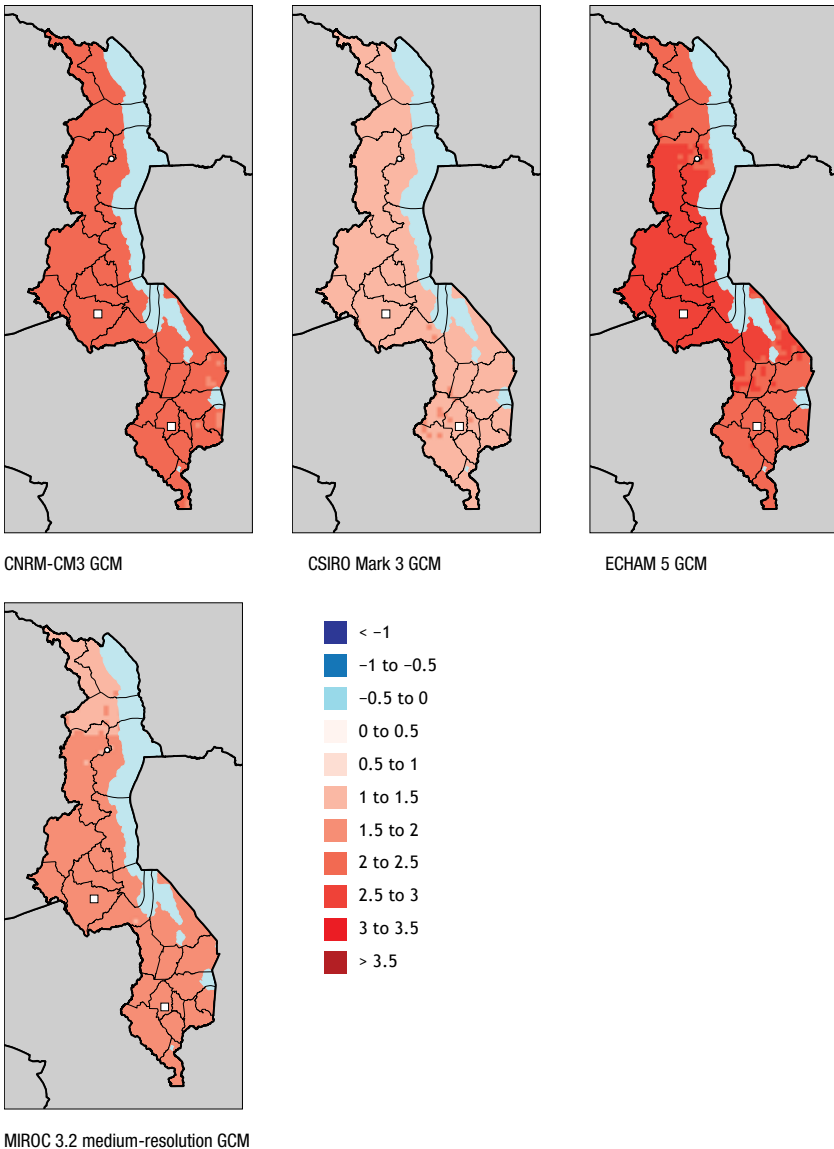 CNRM-CM3 GCM
CSIRO Mark 3 GCM
ECHAM 5 GCM
< −1
−1 to −0.5
−0.5 to 0
0 to 0.5
0.5 to 1
1 to 1.5
1.5 to 2
2 to 2.5
2.5 to 3
3 to 3.5
> 3.5
MIROC 3.2 medium-resolution GCM